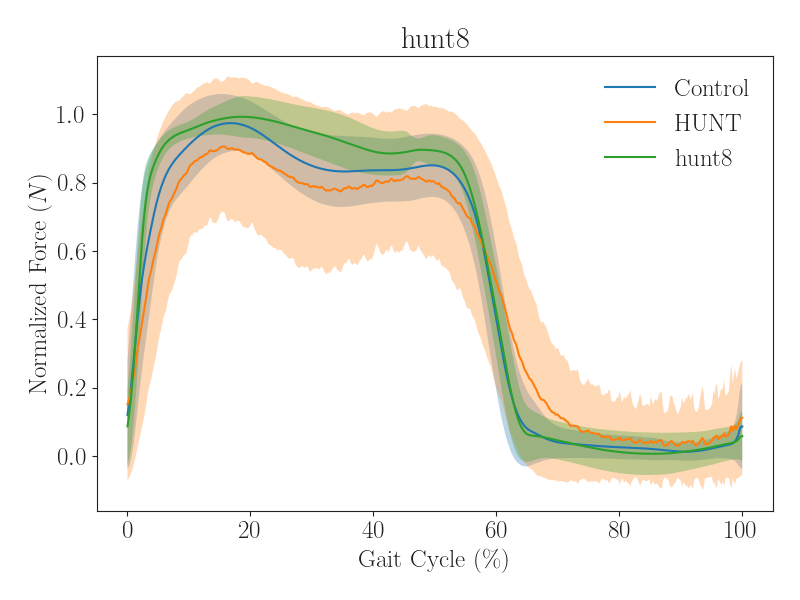 hunt8
Control
HUNT
hunt8
Normalized Force (N)
1.0
0.8
0.6
0.4
0.2
0.0
0 20 40 60 80 100
Gait Cycle (%)